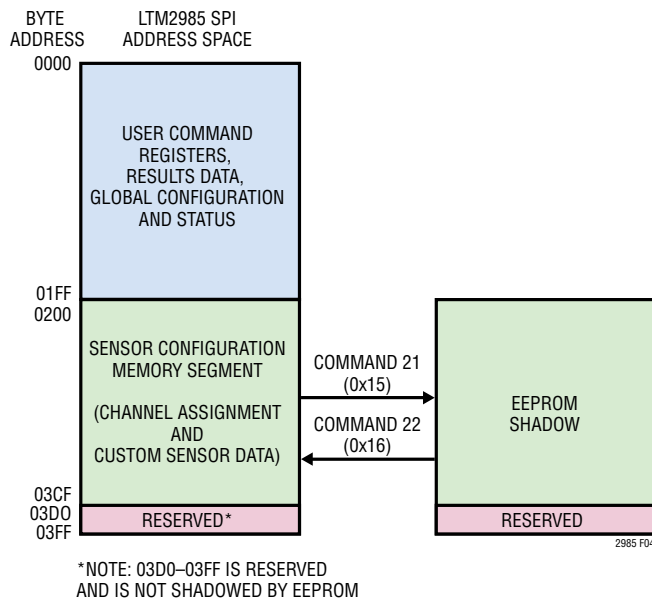 BYTE
ADDRESS
LTM2985 SPI
ADDRESS SPACE
0000
USER COMMAND
REGISTERS,
RESULTS DATA,
GLOBAL CONFIGURATION
AND STATUS
01FF
0200
SENSOR CONFIGURATION
MEMORY SEGMENT
(CHANNEL ASSIGNMENT
AND
CUSTOM SENSOR DATA)
COMMAND 21
(0x15)
COMMAND 22
(0x16)
EEPROM
SHADOW
03CF
03D0
03FF
RESERVED*
RESERVED
2985 F04
*NOTE: 03D0–03FF IS RESERVED
AND IS NOT SHADOWED BY EEPROM